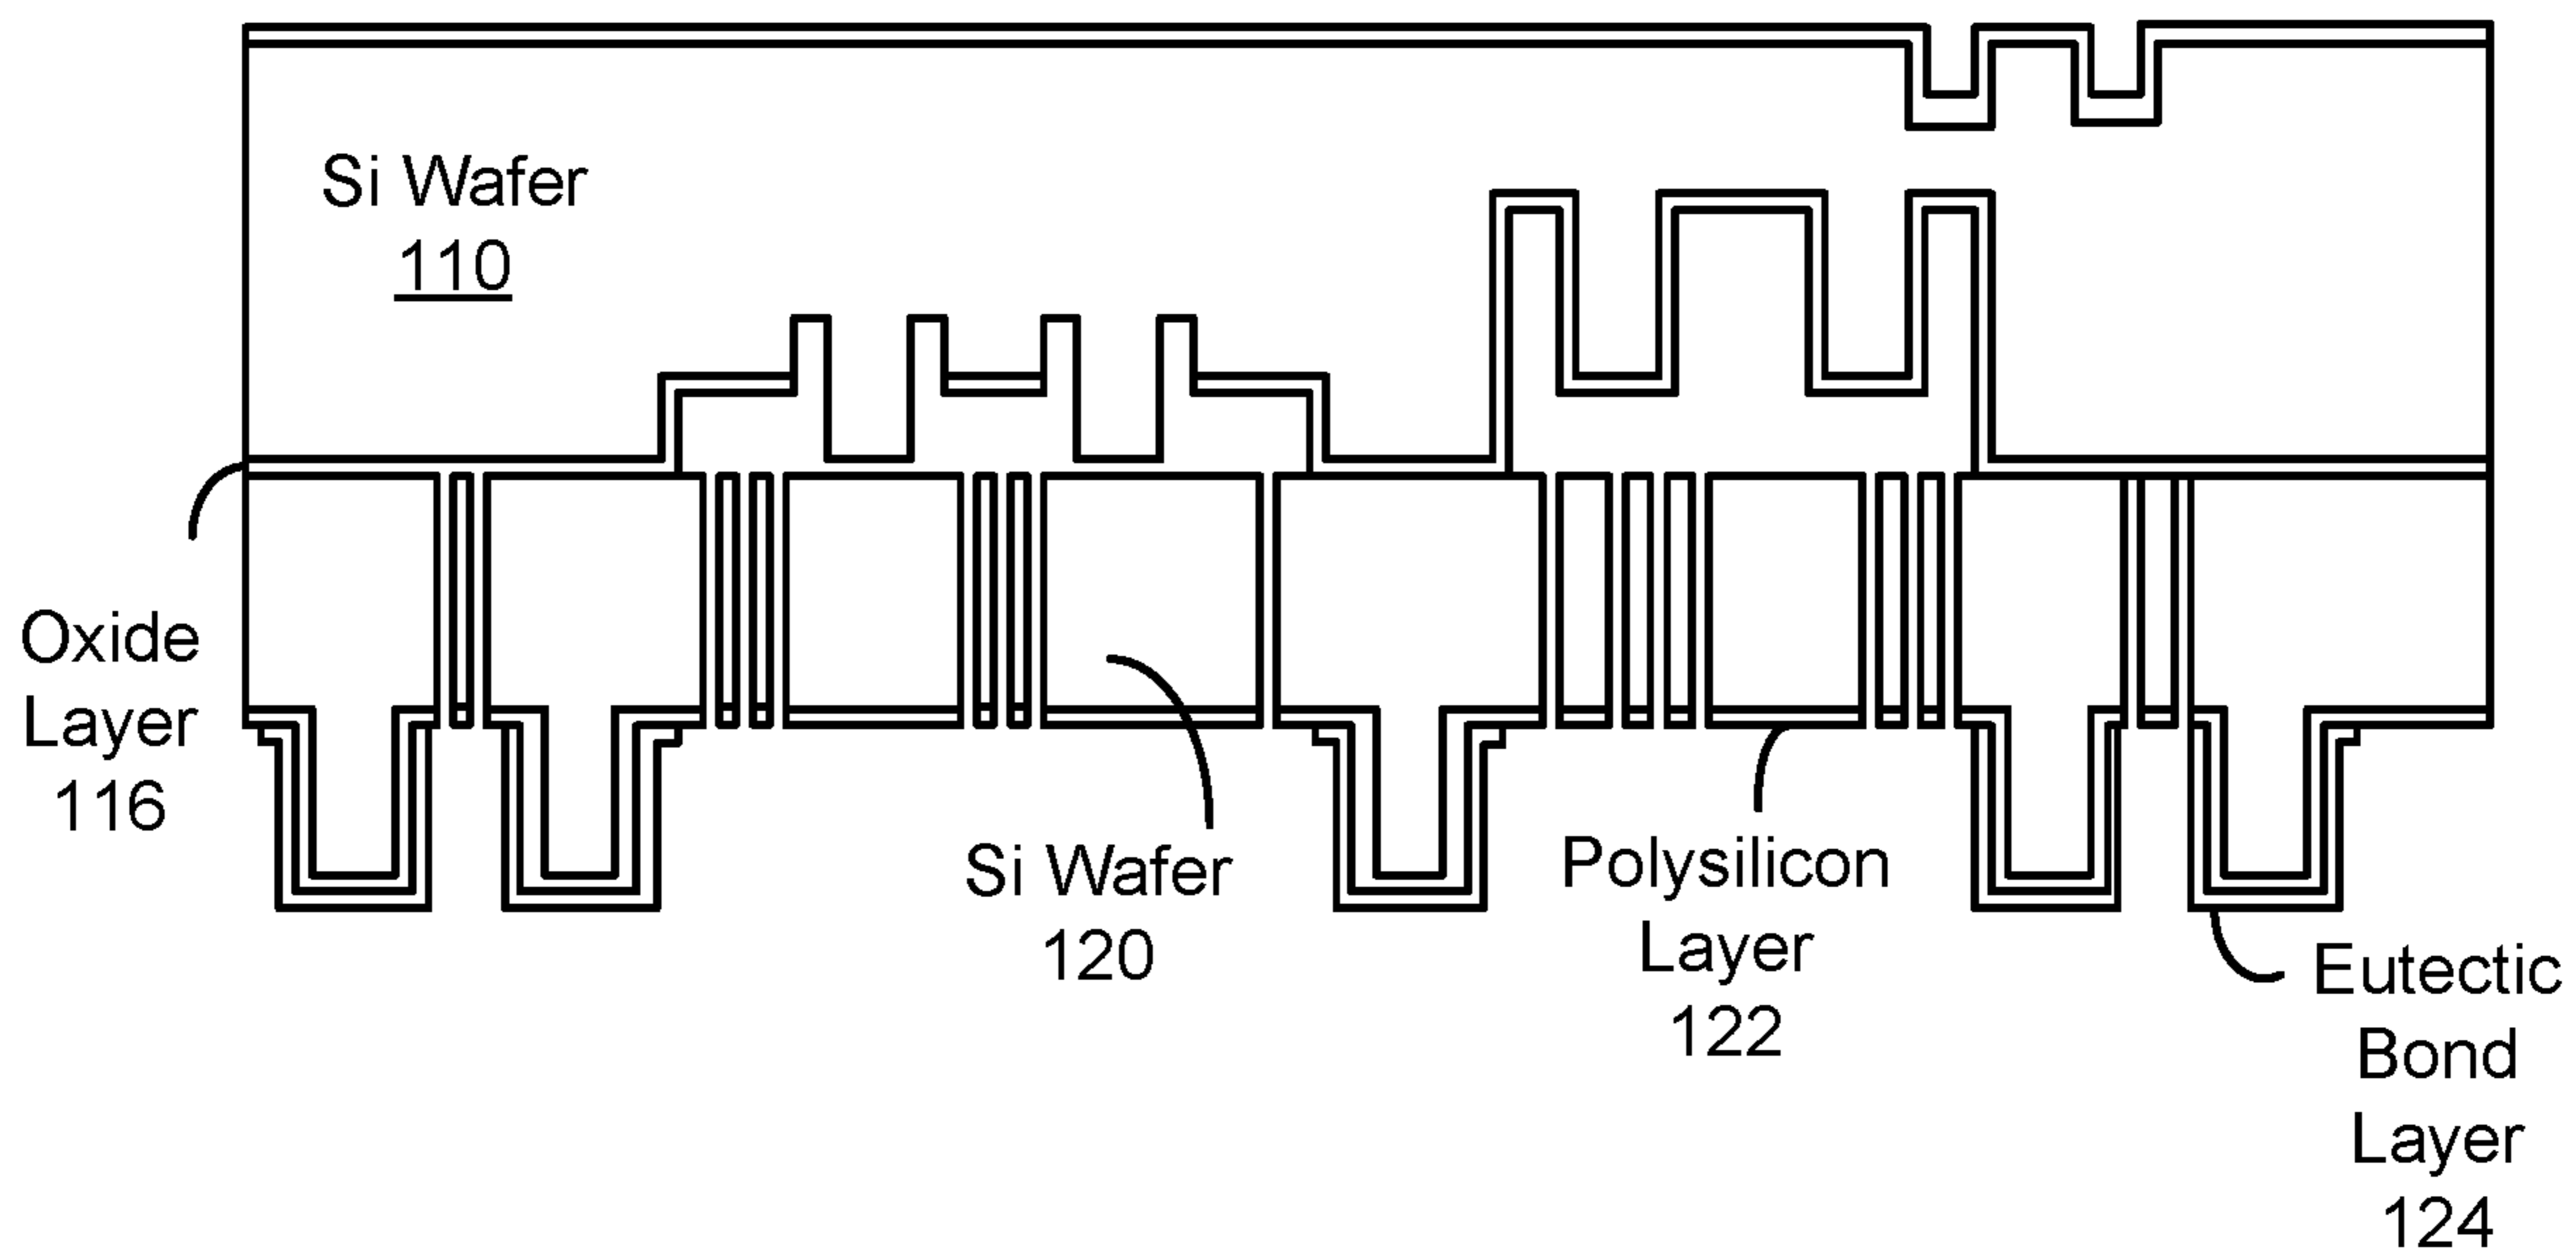 Si Wafer
110
Oxide
Layer
116
Si Wafer
120
Polysilicon
Layer
122
Eutectic
Bond
Layer
124